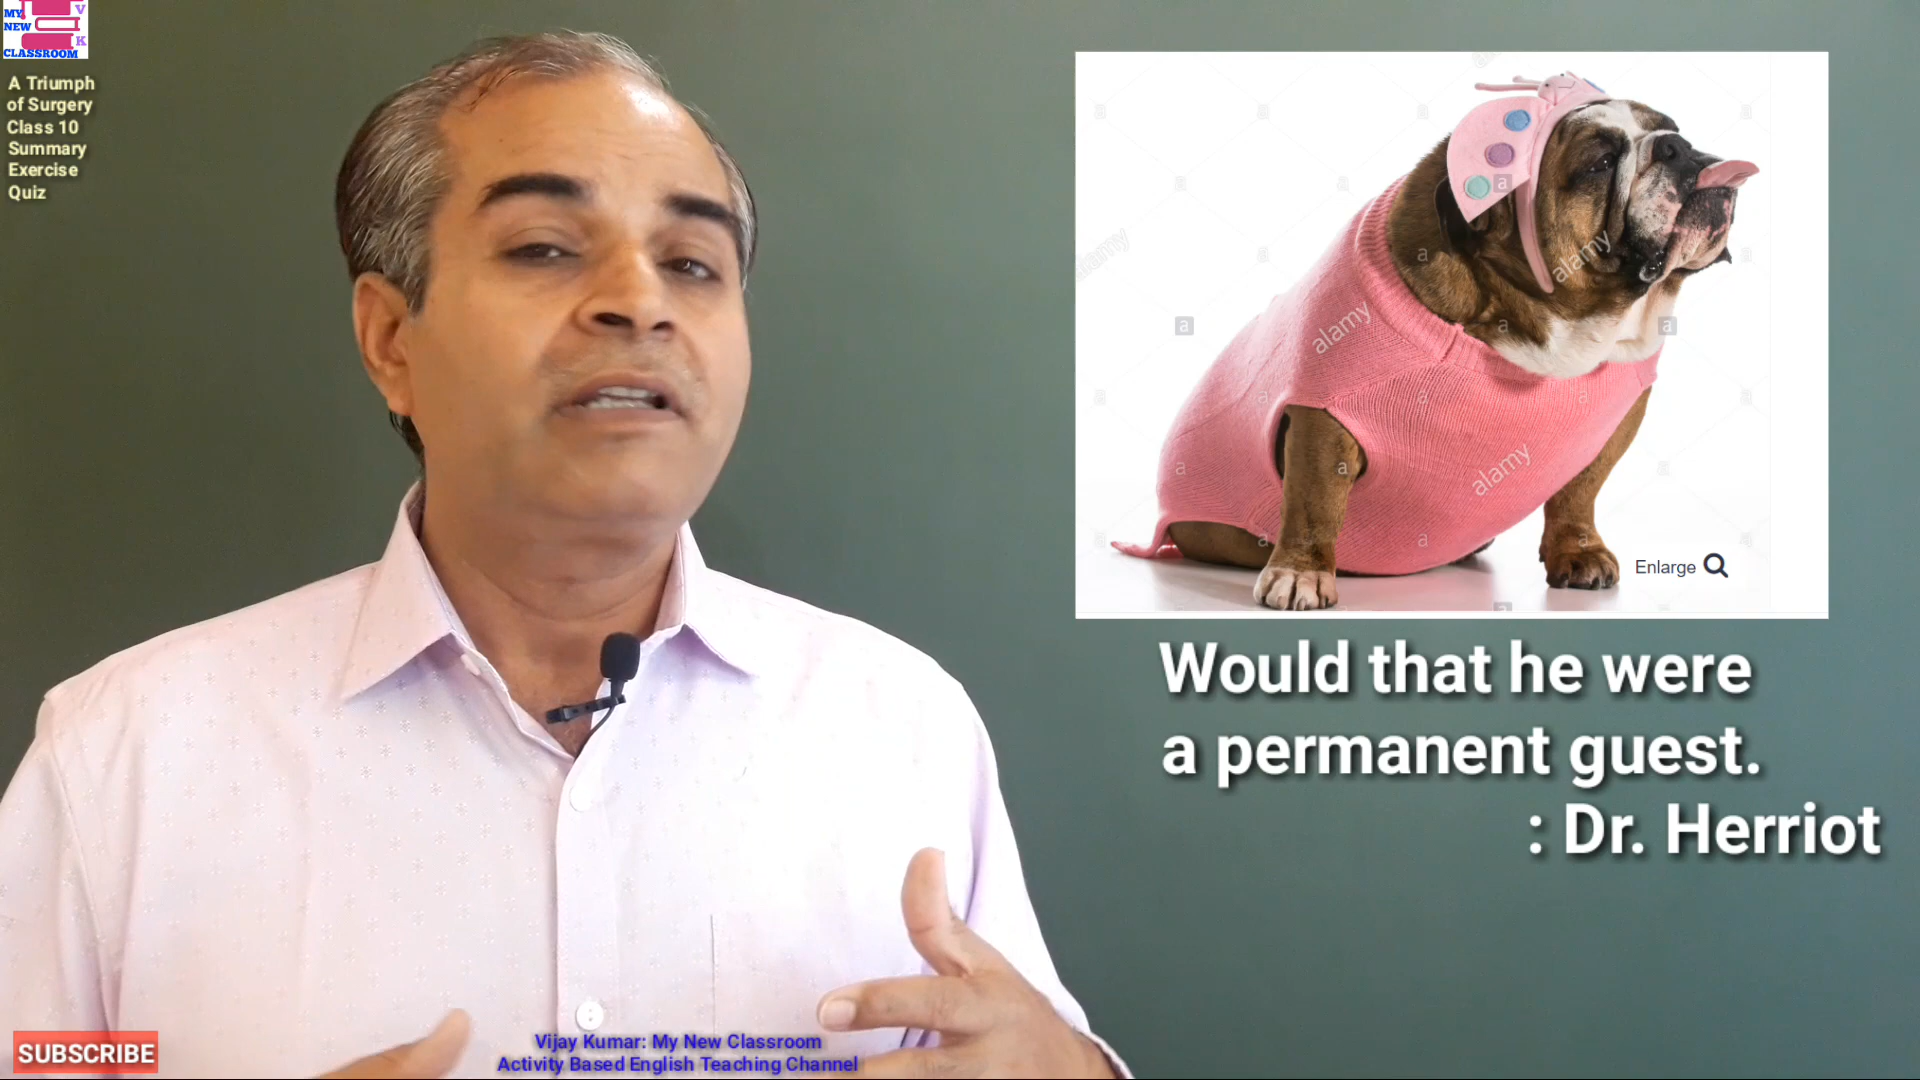 MY
NEW
CLASSROOM
V
K
A Triumph
of Surgery
Class 10
Summary
Exercise
Quiz
alamy
alamy
alamy
alamy
a
Enlarge
Would that he were
a permanent guest.
: Dr. Herriot
SUBSCRIBE
Vijay Kumar: My New Classroom
Activity Based English Teaching Channel